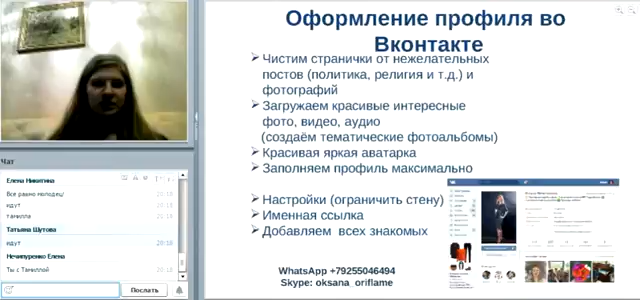 Оформление профиля во
Вконтакте
Чистим странички от нежелательных
постов (политика, религия и т.д.) и
фотографий
Загружаем красивые интересные
фото, видео, аудио
(создаём тематические фотоальбомы)
Красивая яркая аватарка
Заполняем профиль максимально
Настройки (ограничить стену)
Именная ссылка
Добавляем всех знакомых
WhatsApp +79255046494
Skype: oksana_oriflame
Чат
Елена Никитина
Все равно молодец!
идут
тамилла
Татьяна Шутова
идут
Нечипуренко Елена
Ты с Тамиллой
Послать